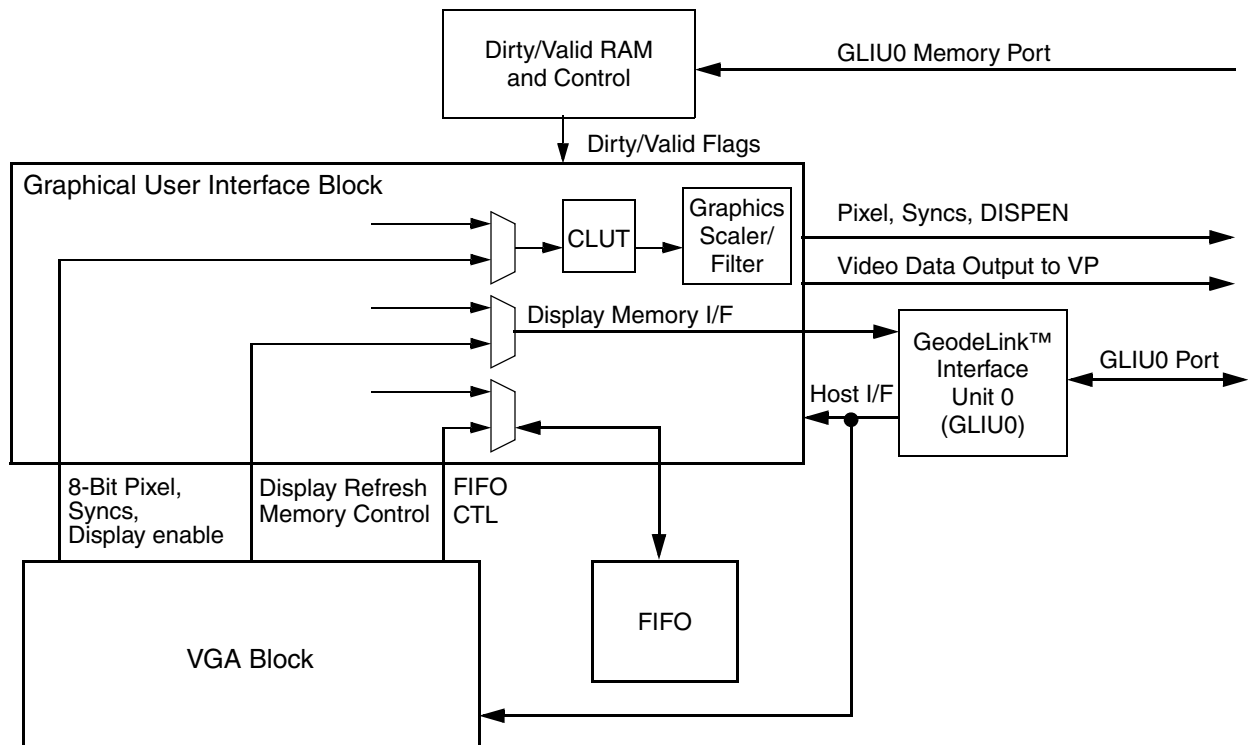 Dirty/Valid RAM
and Control
GLIU0 Memory Port
Dirty/Valid Flags
Graphical User Interface Block
CLUT
Graphics
Scaler/
Filter
Pixel, Syncs, DISPEN
Video Data Output to VP
Display Memory I/F
GeodeLink™
Interface
Unit 0
(GLIU0)
GLIU0 Port
Host I/F
8-Bit Pixel,
Syncs,
Display enable
Display Refresh
Memory Control
FIFO
CTL
FIFO
VGA Block